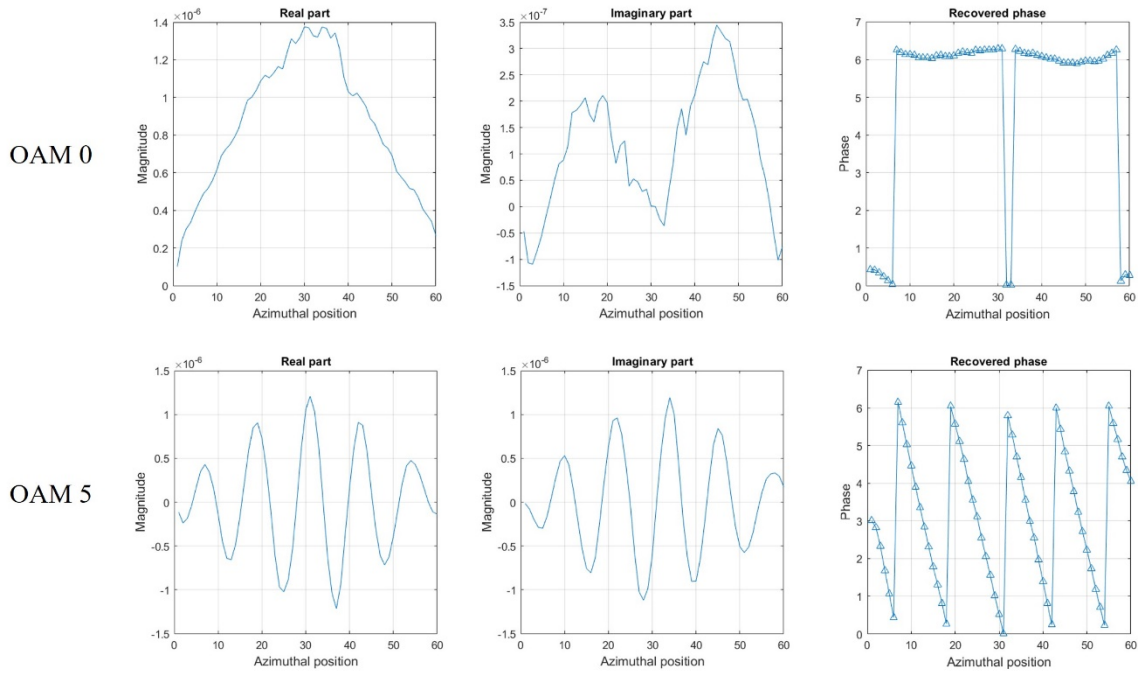 OAM 0
Real part
×10⁻⁶
1.4
1.2
1
0.8
0.6
0.4
0.2
0
Magnitude
0 10 20 30 40 50 60
Azimuthal position
Imaginary part
×10⁻⁷
3.5
3
2.5
2
1.5
1
0.5
0
-0.5
-1
-1.5
Magnitude
0 10 20 30 40 50 60
Azimuthal position
Recovered phase
7
6
5
4
3
2
1
0
Phase
0 10 20 30 40 50 60
Azimuthal position
OAM 5
Real part
×10⁻⁶
1.5
1
0.5
0
-0.5
-1
-1.5
Magnitude
0 10 20 30 40 50 60
Azimuthal position
Imaginary part
×10⁻⁶
1.5
1
0.5
0
-0.5
-1
-1.5
Magnitude
0 10 20 30 40 50 60
Azimuthal position
Recovered phase
7
6
5
4
3
2
1
0
Phase
0 10 20 30 40 50 60
Azimuthal position